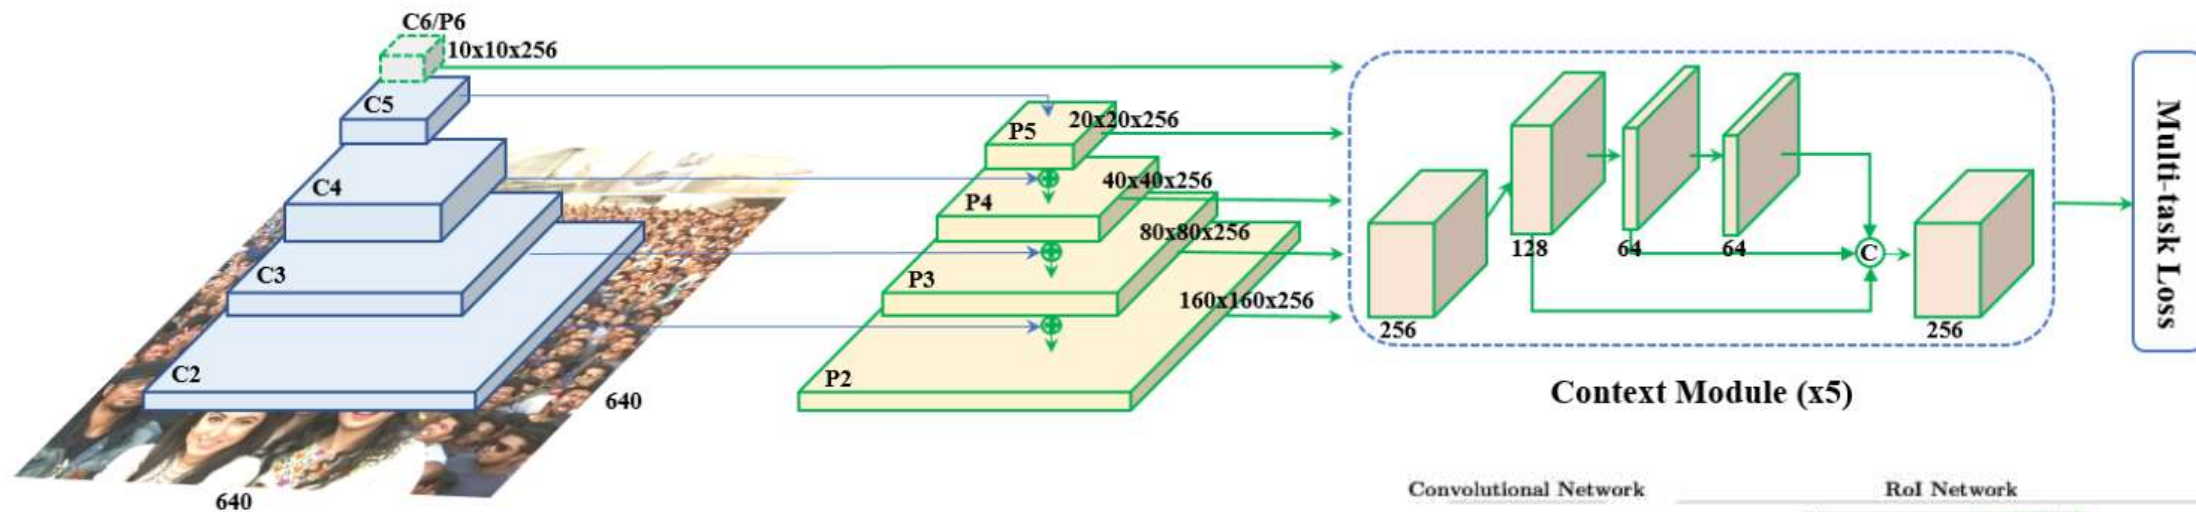 C6/P6
10x10x256
C5
P5
20x20x256
C4
P4
40x40x256
C3
P3
80x80x256
C2
P2
160x160x256
640
640
256
128
64
64
C
256
Context Module (x5)
Multi-task Loss
Convolutional Network
RoI Network